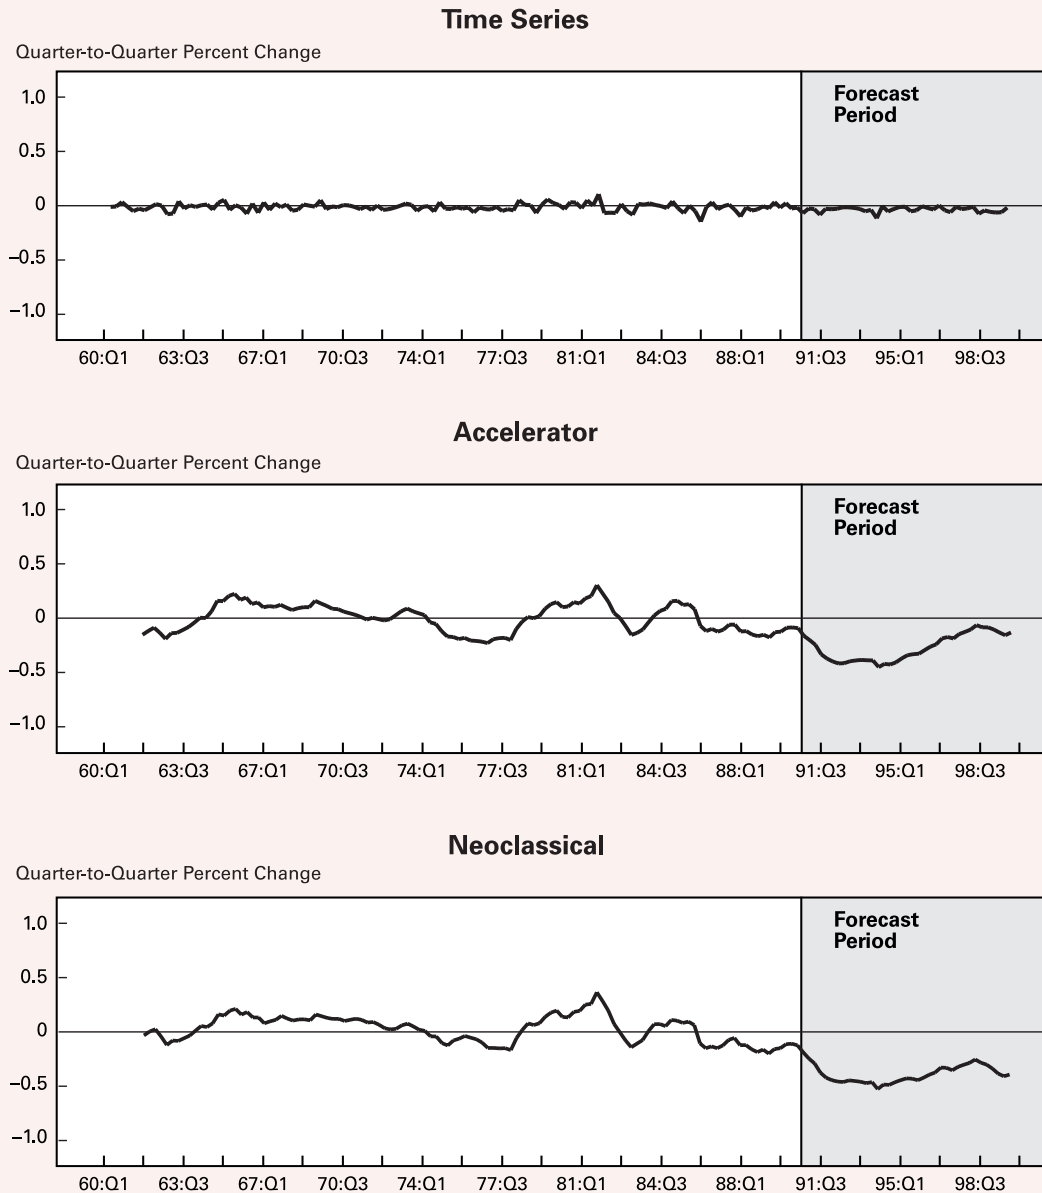 Time Series
Quarter-to-Quarter Percent Change
1.0
Forecast
Period
0.5
0
–0.5
–1.0
60:Q1 63:Q3 67:Q1 70:Q3 74:Q1 77:Q3 81:Q1 84:Q3 88:Q1 91:Q3 95:Q1 98:Q3
Accelerator
Quarter-to-Quarter Percent Change
1.0
Forecast
Period
0.5
0
–0.5
–1.0
60:Q1 63:Q3 67:Q1 70:Q3 74:Q1 77:Q3 81:Q1 84:Q3 88:Q1 91:Q3 95:Q1 98:Q3
Neoclassical
Quarter-to-Quarter Percent Change
1.0
Forecast
Period
0.5
0
–0.5
–1.0
60:Q1 63:Q3 67:Q1 70:Q3 74:Q1 77:Q3 81:Q1 84:Q3 88:Q1 91:Q3 95:Q1 98:Q3